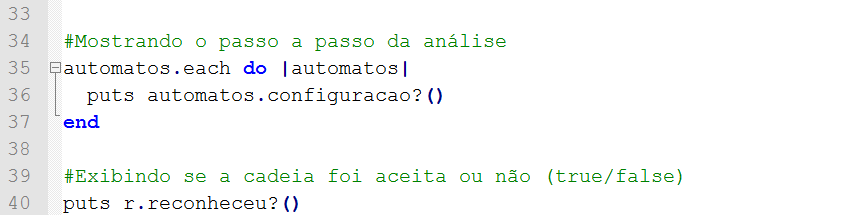 33
34 #Mostrando o passo a passo da análise
35 automatos.each do |automatos|
36 puts automatos.configuracao?()
37 end
38
39 #Exibindo se a cadeia foi aceita ou não (true/false)
40 puts r.reconheceu?()